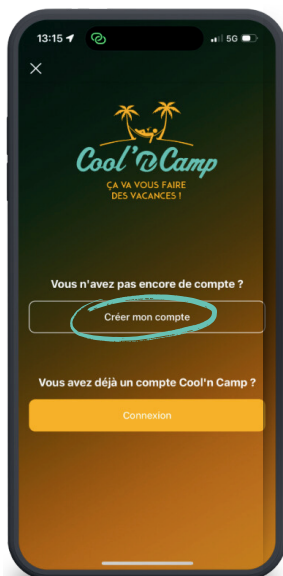 13:15
5G
Cool'n Camp
ÇA VA VOUS FAIRE
DES VACANCES !
Vous n'avez pas encore de compte ?
Créer mon compte
Vous avez déjà un compte Cool'n Camp ?
Connexion